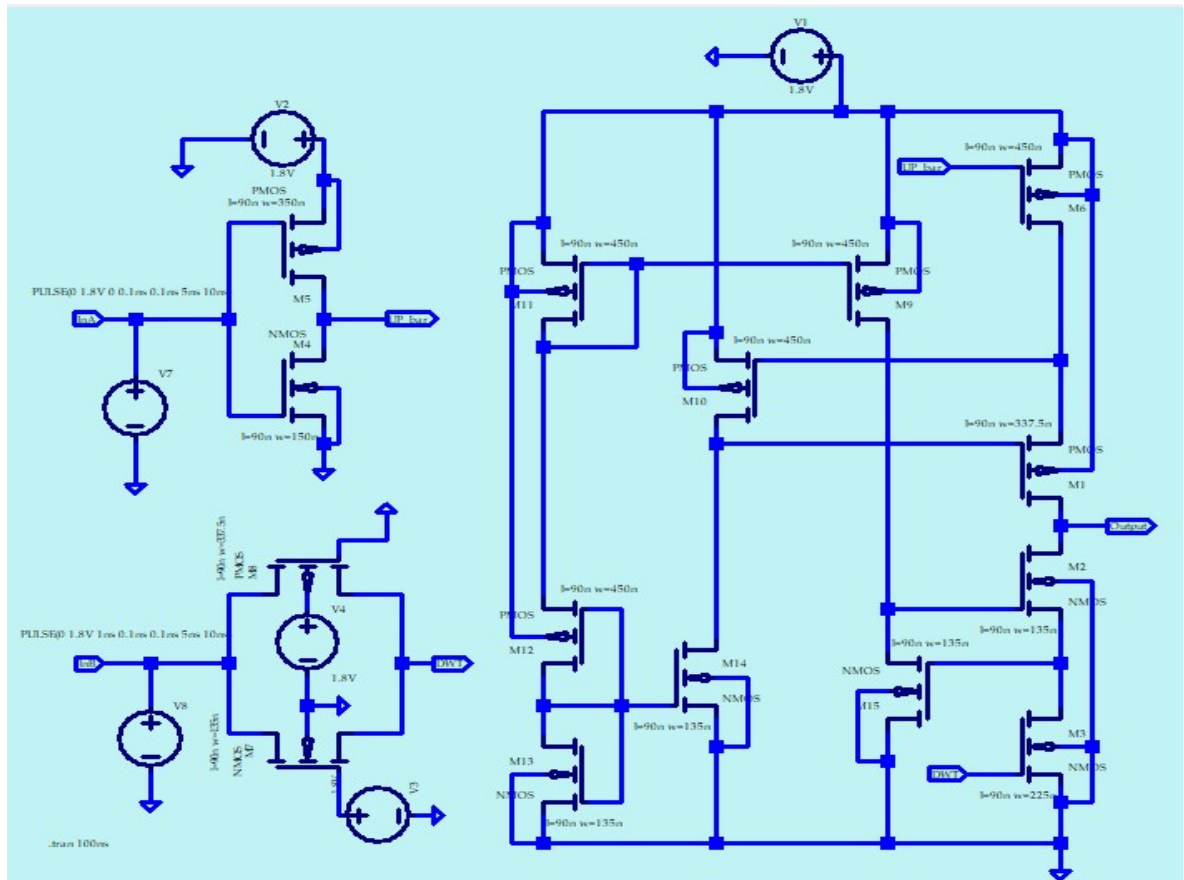 V1
1.8V
V2
1.8V
PMOS
l=90n w=350n
M5
PULSE(0 1.8V 0 0.1ns 0.1ns 5ns 10ns)
InA
UP_bar
NMOS
M4
V7
l=90n w=150n
l=90n w=450n
UP_bar
PMOS
M6
l=90n w=450n
PMOS
M11
l=90n w=450n
PMOS
M9
l=90n w=450n
PMOS
M10
l=90n w=337.5n
PMOS
M1
Output
l=90n w=337.5n
PMOS
M8
V4
1.8V
PULSE(0 1.8V 1ns 0.1ns 0.1ns 5ns 10ns)
InB
DWT
V8
l=90n w=135n
NMOS
M7
1.8V
V3
l=90n w=450n
PMOS
M12
M14
NMOS
l=90n w=135n
M13
NMOS
l=90n w=135n
M2
NMOS
l=90n w=135n
l=90n w=135n
NMOS
M15
M3
NMOS
DWT
l=90n w=225n
.tran 100ns